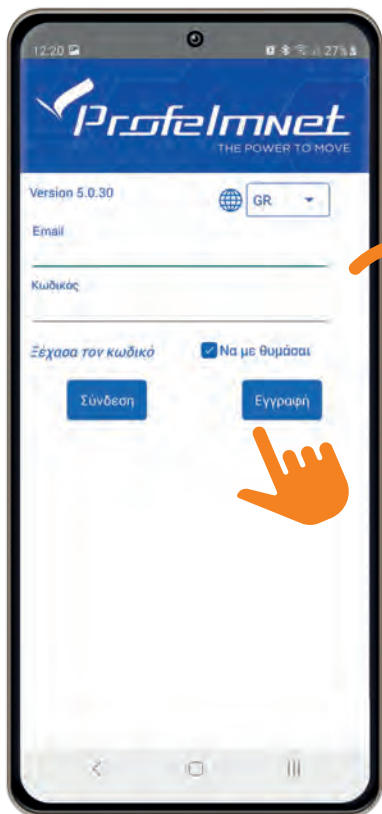 12:20 27%
Profelmnet
THE POWER TO MOVE
Version 5.0.30 GR
Email
Κωδικός
Ξέχασα τον κωδικό Να με θυμάσαι
Σύνδεση Εγγραφή